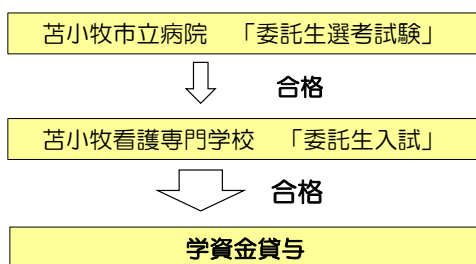 苫小牧市立病院　「委託生選考試験」
合格
苫小牧看護専門学校　「委託生入試」
合格
学資金貸与